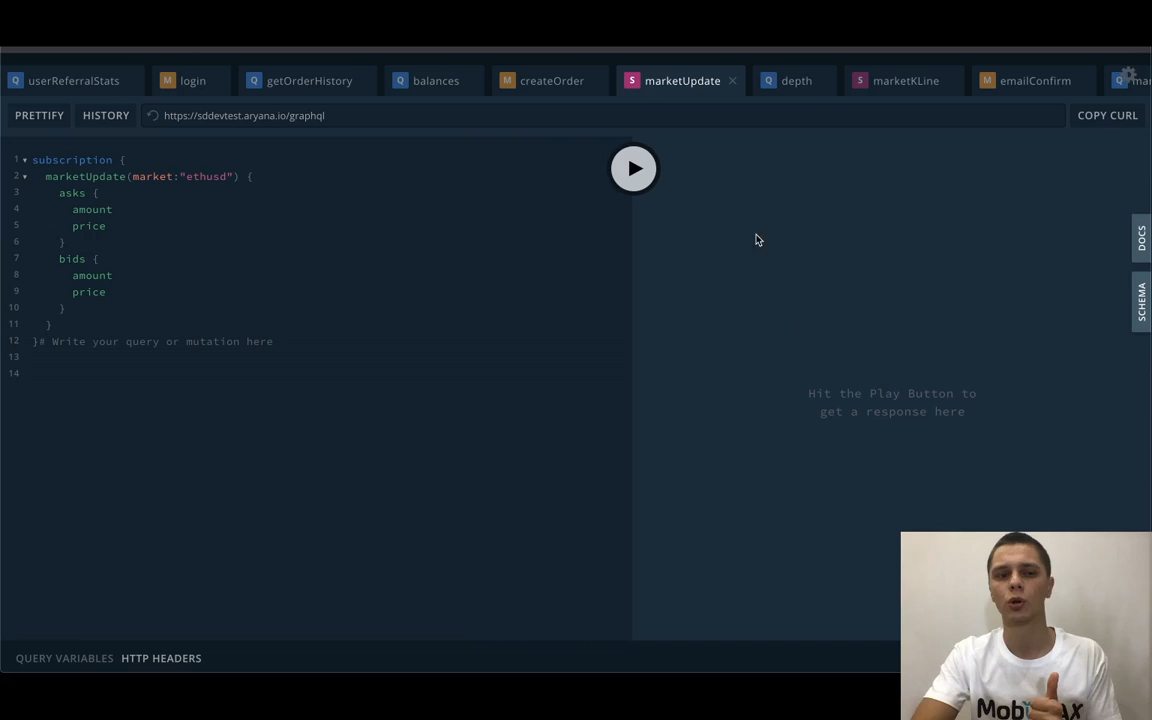 Q userReferralStats M login Q getOrderHistory Q balances M createOrder S marketUpdate × Q depth S marketKLine M emailConfirm Q
PRETTIFY HISTORY https://sddevtest.aryana.io/graphql COPY CURL
1 subscription {
2 marketUpdate(market:"ethusd") {
3 asks {
4 amount
5 price
6 }
7 bids {
8 amount
9 price
10 }
11 }
12 }# Write your query or mutation here
13
14
DOCS
SCHEMA
Hit the Play Button to
get a response here
QUERY VARIABLES HTTP HEADERS